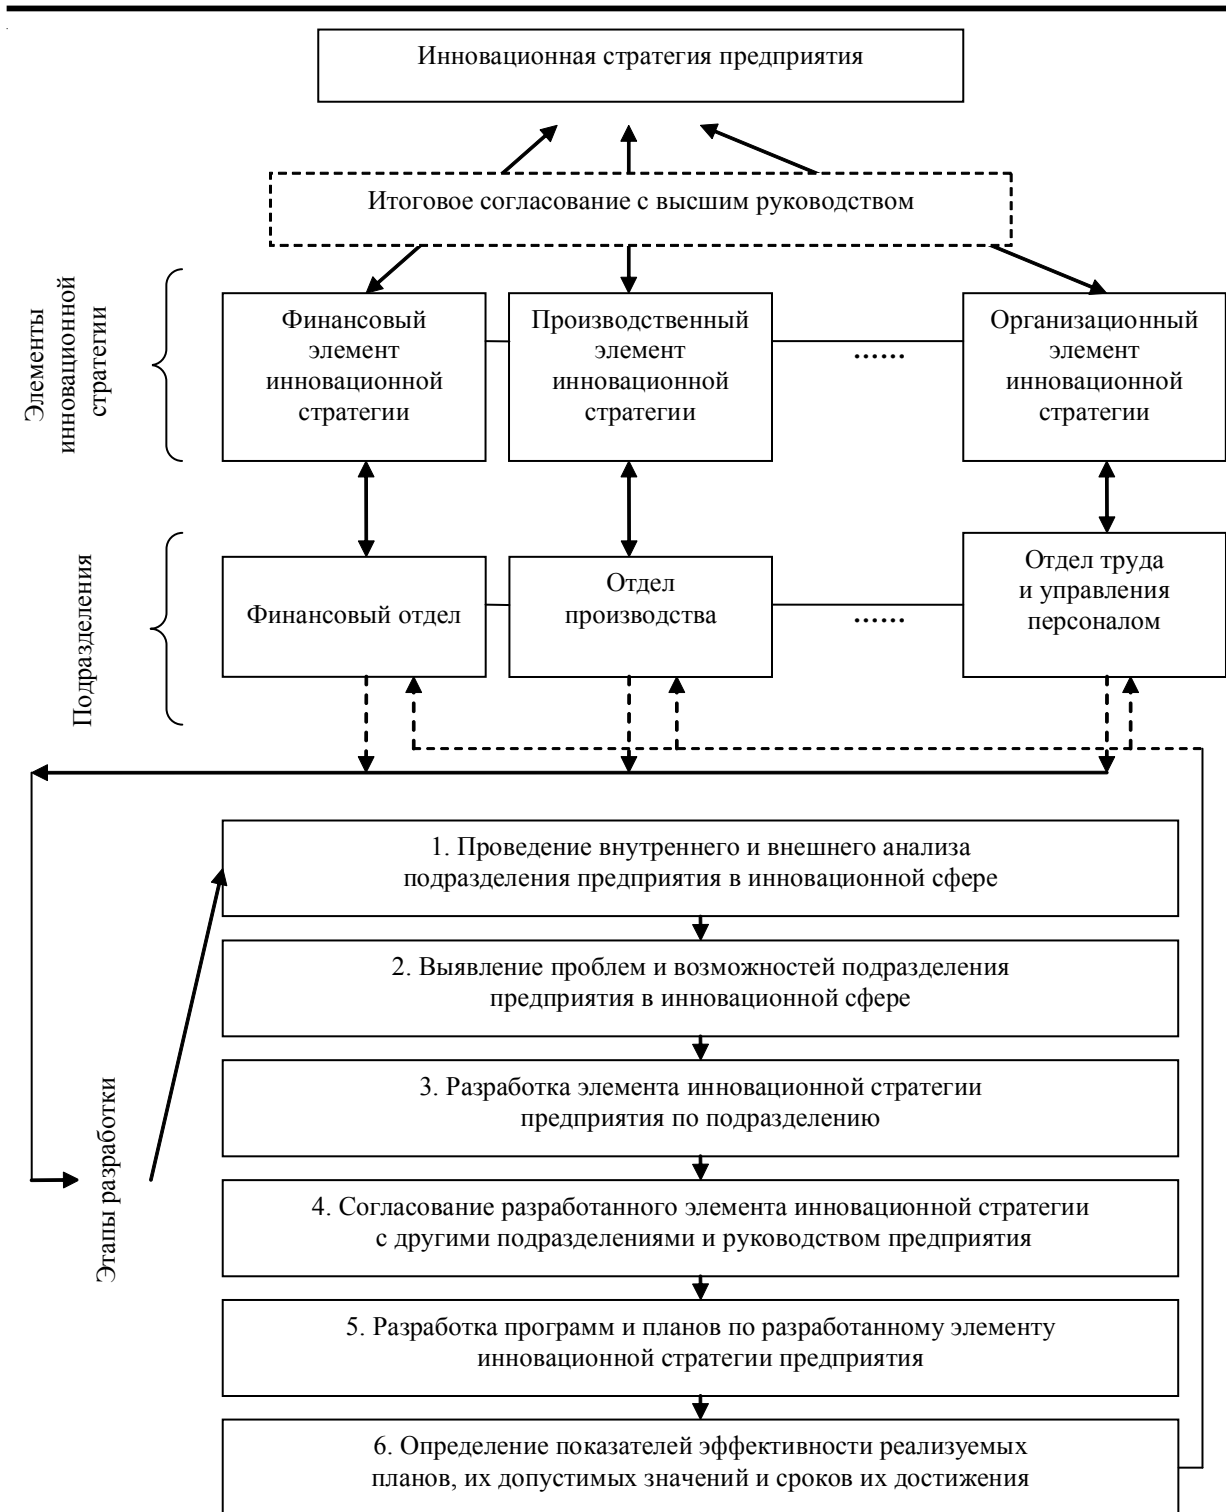 Инновационная стратегия предприятия
Итоговое согласование с высшим руководством
Элементы
инновационной
стратегии
Финансовый
элемент
инновационной
стратегии
Производственный
элемент
инновационной
стратегии
......
Организационный
элемент
инновационной
стратегии
Подразделения
Финансовый отдел
Отдел
производства
......
Отдел труда
и управления
персоналом
Этапы разработки
1. Проведение внутреннего и внешнего анализа
подразделения предприятия в инновационной сфере
2. Выявление проблем и возможностей подразделения
предприятия в инновационной сфере
3. Разработка элемента инновационной стратегии
предприятия по подразделению
4. Согласование разработанного элемента инновационной стратегии
с другими подразделениями и руководством предприятия
5. Разработка программ и планов по разработанному элементу
инновационной стратегии предприятия
6. Определение показателей эффективности реализуемых
планов, их допустимых значений и сроков их достижения